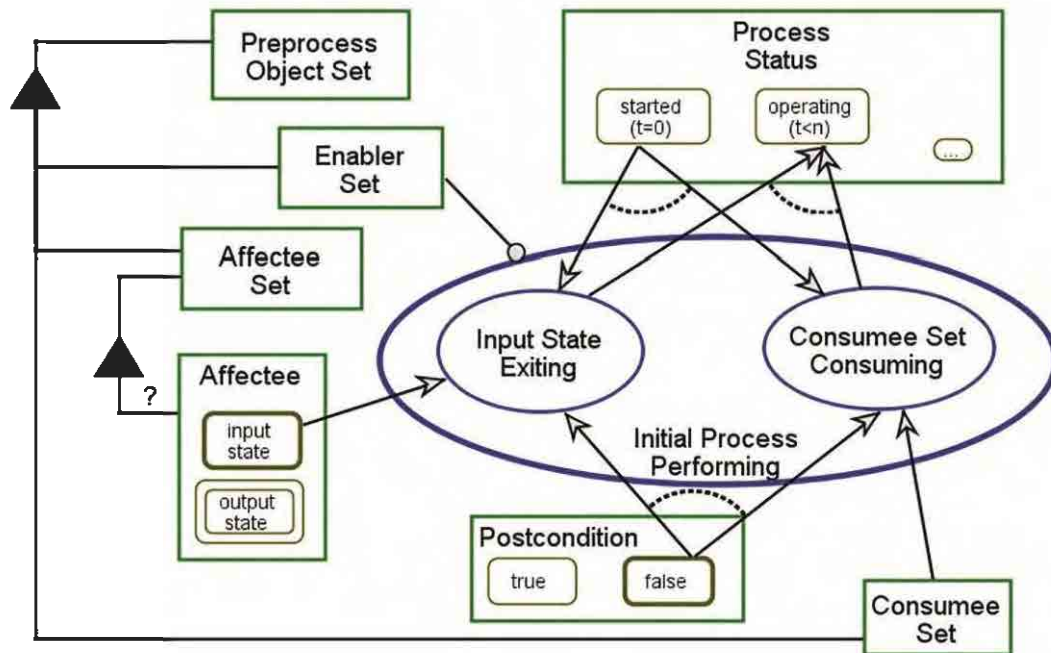 Preprocess
Object Set
Process
Status
started
(t=0)
operating
(t<n)
...
Enabler
Set
Affectee
Set
Input State
Exiting
Consumee Set
Consuming
?
Affectee
input
state
output
state
Initial Process
Performing
Postcondition
true
false
Consumee
Set